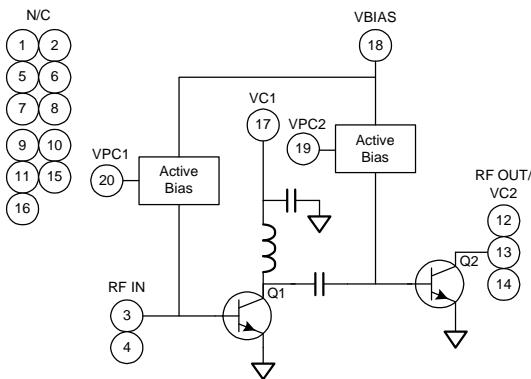 N/C
1 2
5 6
7 8
9 10
11 15
16
VBIAS
18
VC1
17
VPC2
19
Active
Bias
VPC1
20
Active
Bias
RF OUT/
VC2
12
13
14
Q2
Q1
RF IN
3
4